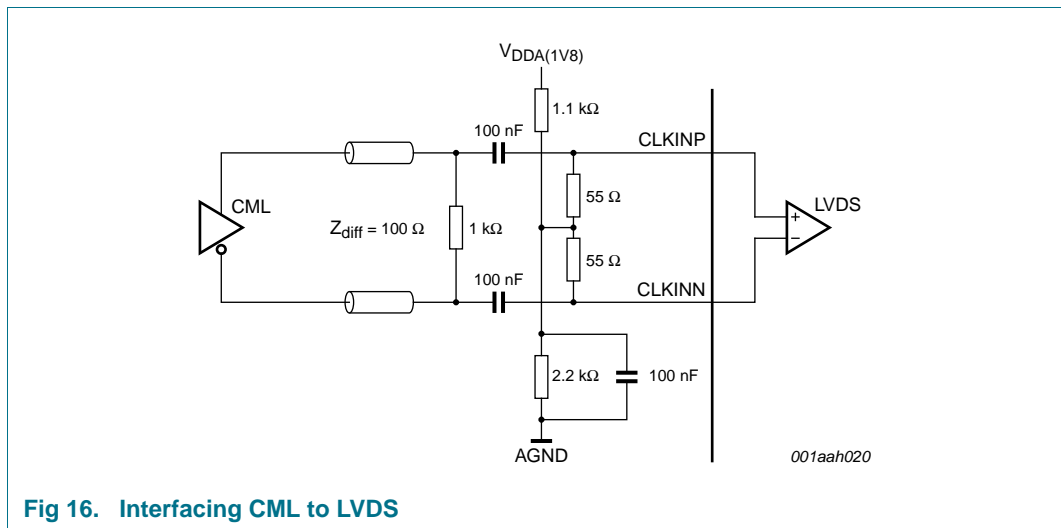 VDDA(1V8)
1.1 kΩ
100 nF
CLKINP
55 Ω
CML
LVDS
Zdiff = 100 Ω
1 kΩ
+
−
55 Ω
100 nF
CLKINN
2.2 kΩ
100 nF
AGND
001aah020
Fig 16. Interfacing CML to LVDS